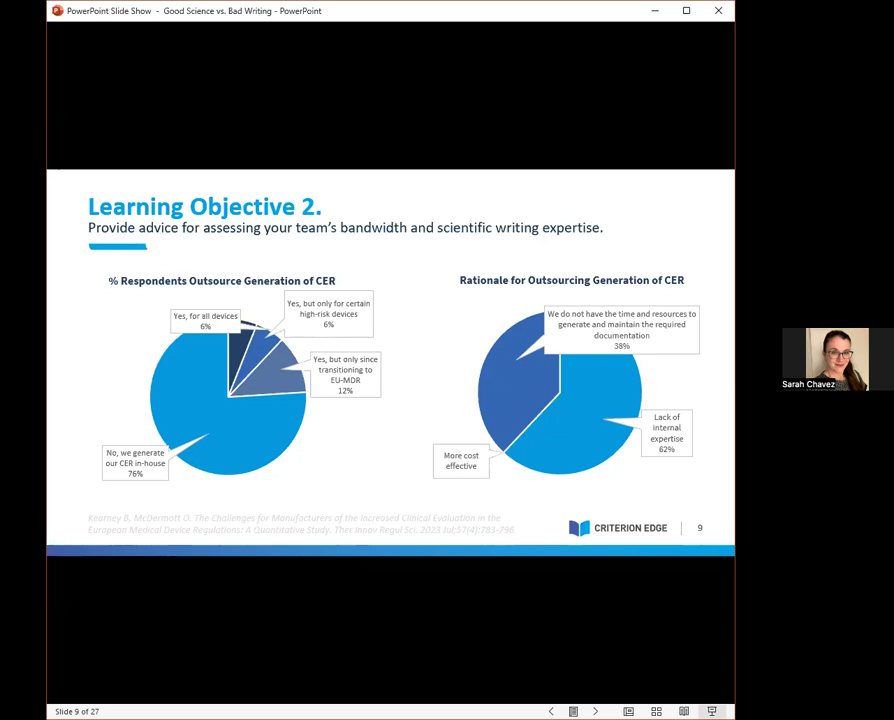 PowerPoint Slide Show - Good Science vs. Bad Writing - PowerPoint
Learning Objective 2.
Provide advice for assessing your team's bandwidth and scientific writing expertise.
% Respondents Outsource Generation of CER
Yes, for all devices
6%
Yes, but only for certain
high-risk devices
6%
Yes, but only since
transitioning to
EU-MDR
12%
No, we generate
our CER in-house
76%
Rationale for Outsourcing Generation of CER
We do not have the time and resources to
generate and maintain the required
documentation
38%
Lack of
internal
expertise
62%
More cost
effective
Kearney B, McDermott O. The Challenges for Manufacturers of the Increased Clinical Evaluation in the
European Medical Device Regulations: A Quantitative Study. Ther Innov Regul Sci. 2023 Jul;57(4):783-796
CRITERION EDGE
9
Sarah Chavez
Slide 9 of 27